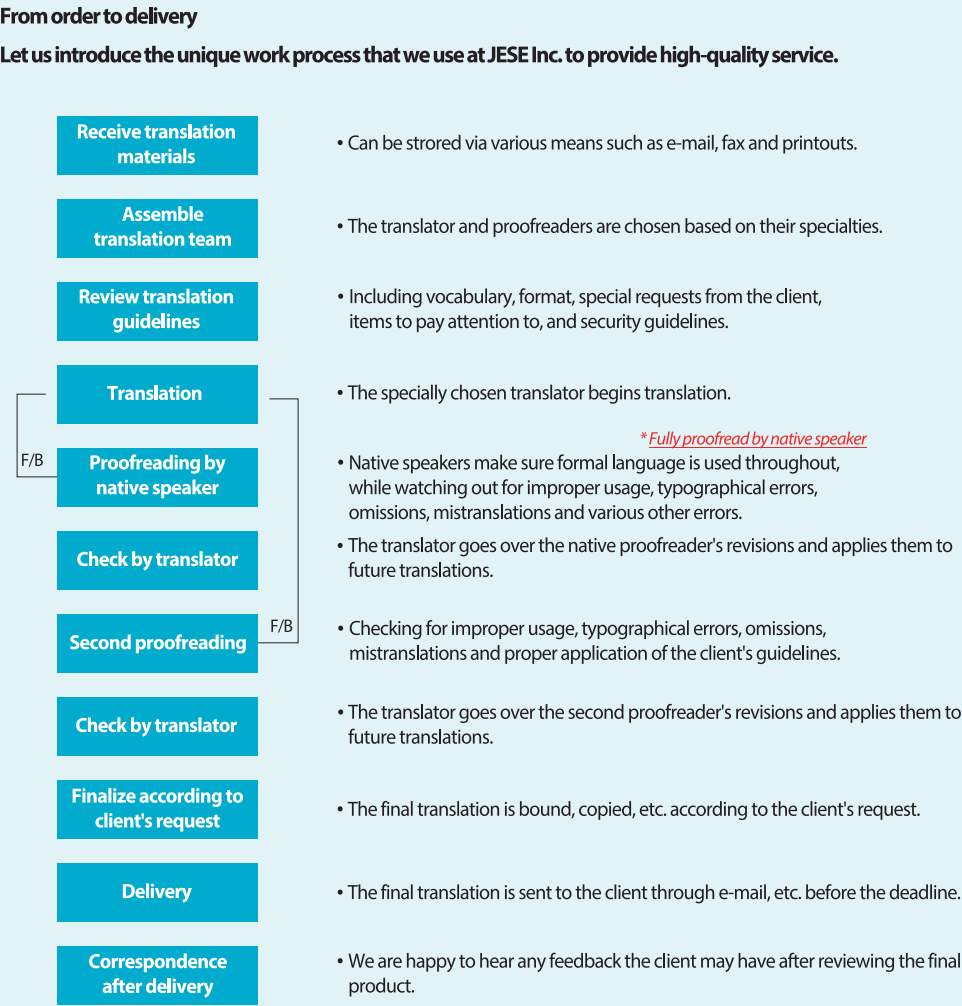 From order to delivery
Let us introduce the unique work process that we use at JESE Inc. to provide high-quality service.
Receive translation
materials
• Can be strored via various means such as e-mail, fax and printouts.
Assemble
translation team
• The translator and proofreaders are chosen based on their specialties.
Review translation
guidelines
• Including vocabulary, format, special requests from the client,
items to pay attention to, and security guidelines.
Translation
• The specially chosen translator begins translation.
* Fully proofread by native speaker
F/B
Proofreading by
native speaker
• Native speakers make sure formal language is used throughout,
while watching out for improper usage, typographical errors,
omissions, mistranslations and various other errors.
Check by translator
• The translator goes over the native proofreader's revisions and applies them to
future translations.
Second proofreading
F/B
• Checking for improper usage, typographical errors, omissions,
mistranslations and proper application of the client's guidelines.
Check by translator
• The translator goes over the second proofreader's revisions and applies them to
future translations.
Finalize according to
client's request
• The final translation is bound, copied, etc. according to the client's request.
Delivery
• The final translation is sent to the client through e-mail, etc. before the deadline.
Correspondence
after delivery
• We are happy to hear any feedback the client may have after reviewing the final
product.